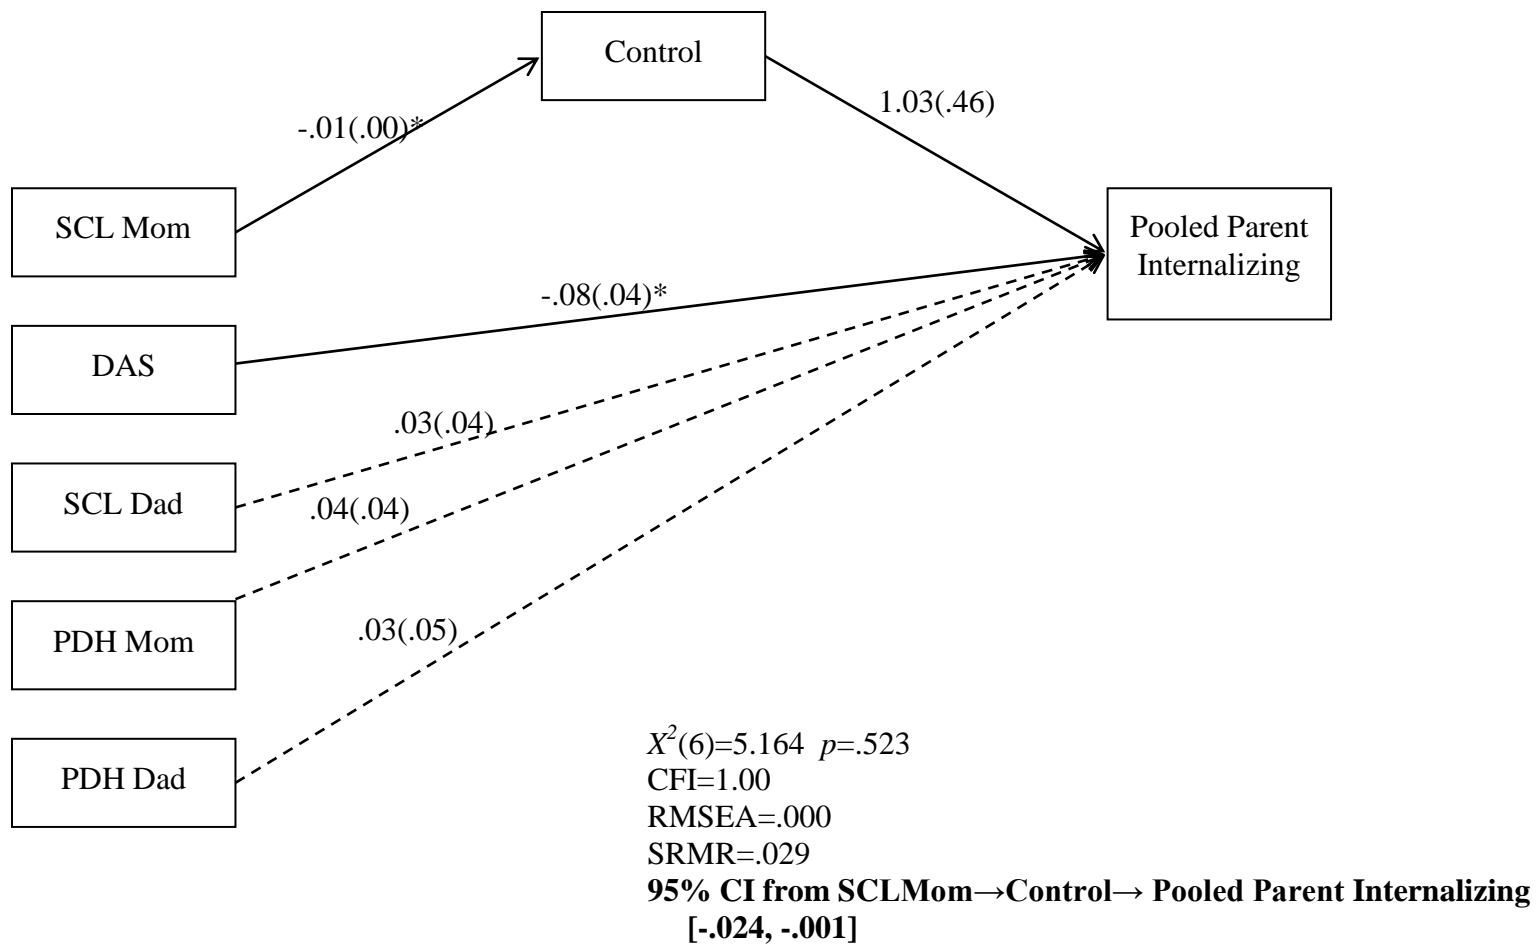 Control
1.03(.46)
-.01(.00)*
SCL Mom
Pooled Parent
Internalizing
-.08(.04)*
DAS
.03(.04)
SCL Dad
.04(.04)
PDH Mom
.03(.05)
PDH Dad
X²(6)=5.164 p=.523
CFI=1.00
RMSEA=.000
SRMR=.029
95% CI from SCLMom→Control→ Pooled Parent Internalizing
[-.024, -.001]